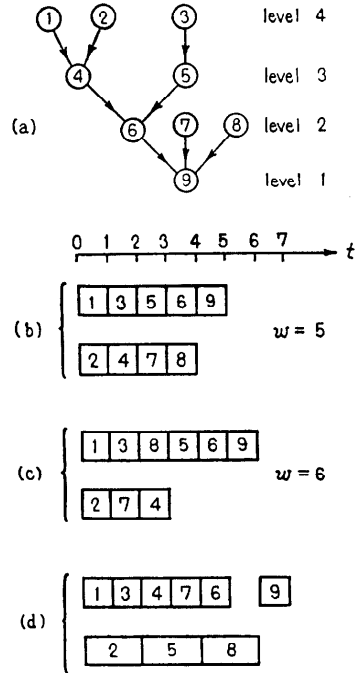 1 2 3 level 4
4 5 level 3
(a) 6 7 8 level 2
9 level 1
0 1 2 3 4 5 6 7 t
1 3 5 6 9
(b) w = 5
2 4 7 8
1 3 8 5 6 9
(c) w = 6
2 7 4
1 3 4 7 6 9
(d)
2 5 8